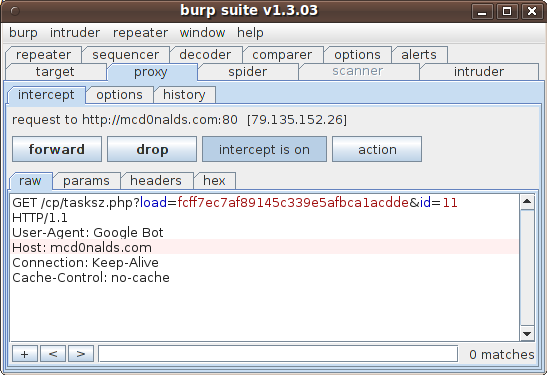 burp suite v1.3.03
burp intruder repeater window help
repeater sequencer decoder comparer options alerts
target proxy spider scanner intruder
intercept options history
request to http://mcd0nalds.com:80 [79.135.152.26]
forward drop intercept is on action
raw params headers hex
GET /cp/tasksz.php?load=fcff7ec7af89145c339e5afbca1acdde&id=11
HTTP/1.1
User-Agent: Google Bot
Host: mcd0nalds.com
Connection: Keep-Alive
Cache-Control: no-cache
+ < > 0 matches